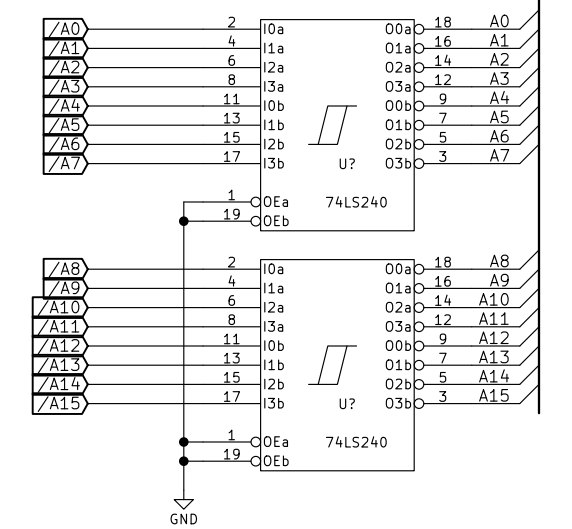 /A0 2 I0a O0a 18 A0
/A1 4 I1a O1a 16 A1
/A2 6 I2a O2a 14 A2
/A3 8 I3a O3a 12 A3
/A4 11 I0b O0b 9 A4
/A5 13 I1b O1b 7 A5
/A6 15 I2b O2b 5 A6
/A7 17 I3b U? O3b 3 A7
1 OEa 74LS240
19 OEb
/A8 2 I0a O0a 18 A8
/A9 4 I1a O1a 16 A9
/A10 6 I2a O2a 14 A10
/A11 8 I3a O3a 12 A11
/A12 11 I0b O0b 9 A12
/A13 13 I1b O1b 7 A13
/A14 15 I2b O2b 5 A14
/A15 17 I3b U? O3b 3 A15
1 OEa 74LS240
19 OEb
GND